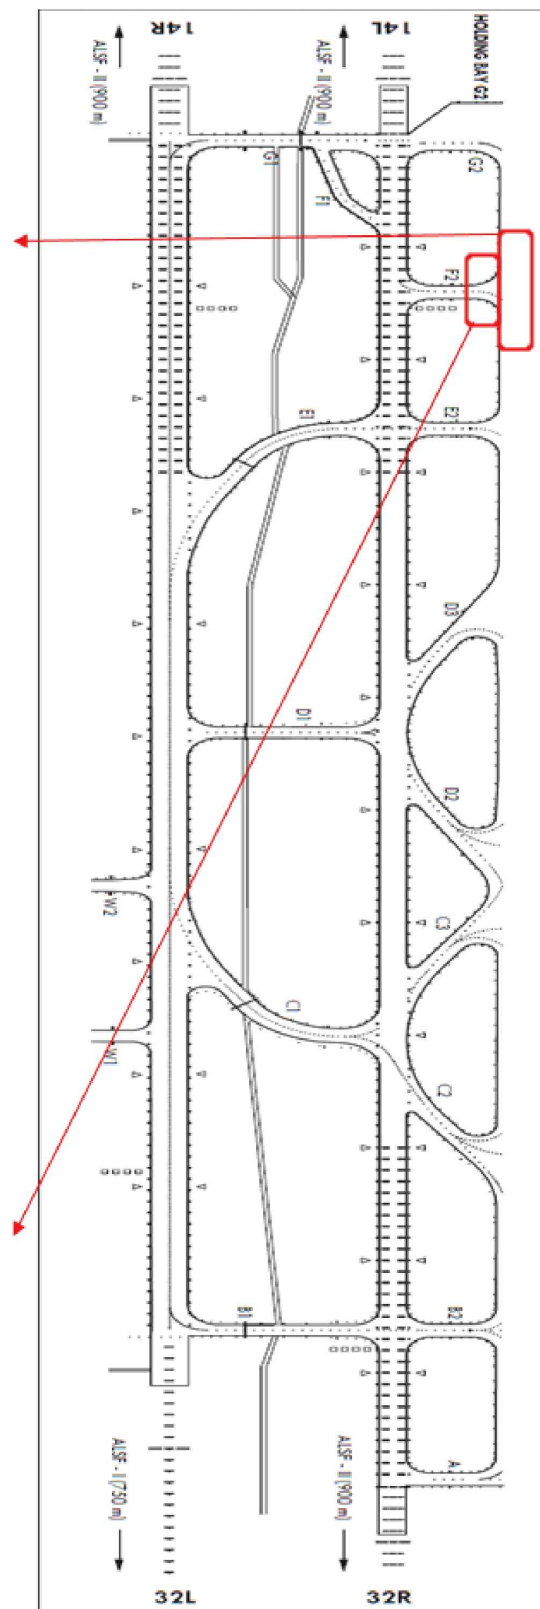 14R
14L
ALSF - II (900 m)
ALSF - II (900 m)
HOLDING BAY G2
G1
F1
G2
F2
E1
E2
D3
D1
D2
C3
W2
C1
C2
W1
B1
B2
A
ALSF - I (750 m)
ALSF - II (900 m)
32L
32R